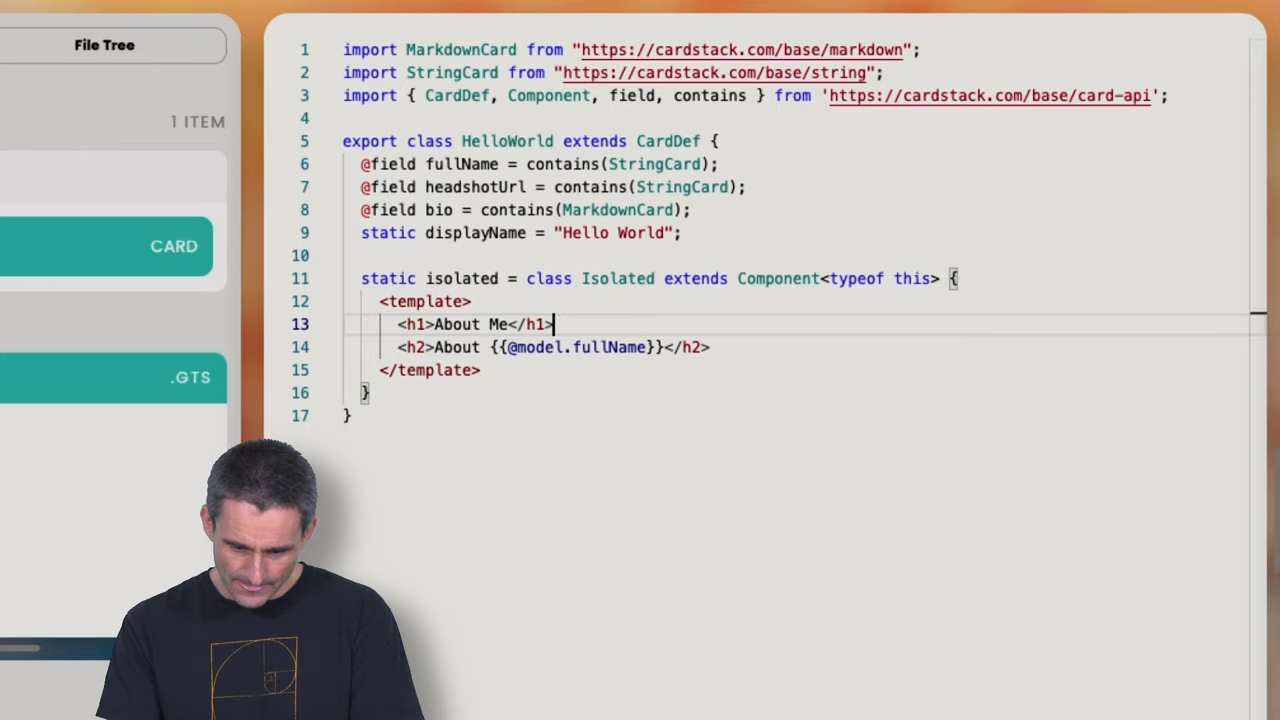 File Tree
1 ITEM
CARD
.GTS
1 import MarkdownCard from "https://cardstack.com/base/markdown";
2 import StringCard from "https://cardstack.com/base/string";
3 import { CardDef, Component, field, contains } from 'https://cardstack.com/base/card-api';
4
5 export class HelloWorld extends CardDef {
6   @field fullName = contains(StringCard);
7   @field headshotUrl = contains(StringCard);
8   @field bio = contains(MarkdownCard);
9   static displayName = "Hello World";
10
11   static isolated = class Isolated extends Component<typeof this> {
12     <template>
13       <h1>About Me</h1>
14       <h2>About {{@model.fullName}}</h2>
15     </template>
16   }
17 }